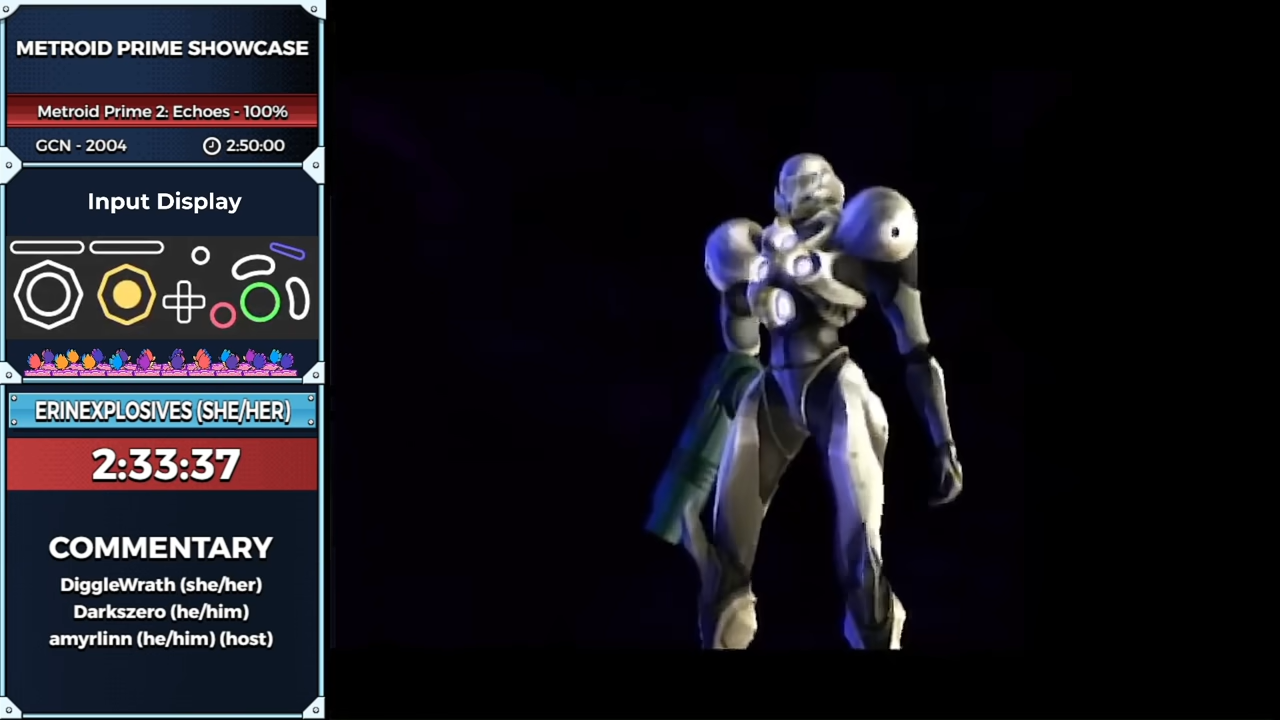 METROID PRIME SHOWCASE
Metroid Prime 2: Echoes - 100%
GCN - 2004 2:50:00
Input Display
ERINEXPLOSIVES (SHE/HER)
2:33:37
COMMENTARY
DiggleWrath (she/her)
Darkszero (he/him)
amyrlinn (he/him) (host)